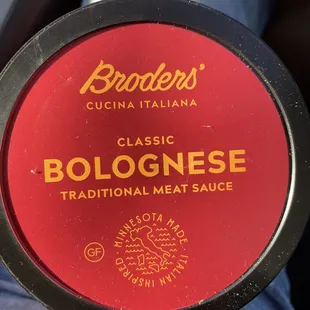 Broders'
CUCINA ITALIANA
CLASSIC
BOLOGNESE
TRADITIONAL MEAT SAUCE
GF
MINNESOTA MADE
ITALIAN INSPIRED